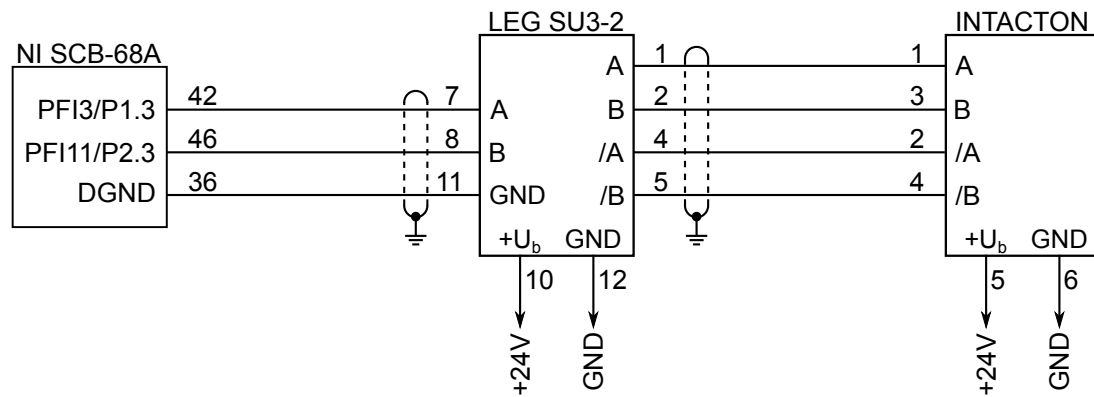 LEG SU3-2
INTACTON
NI SCB-68A
1 1
A A
42 7 2 3
PFI3/P1.3 A B B
46 8 4 2
PFI11/P2.3 B /A /A
36 11 5 4
DGND GND /B /B
+Ub GND +Ub GND
10 12 5 6
+24V GND +24V GND